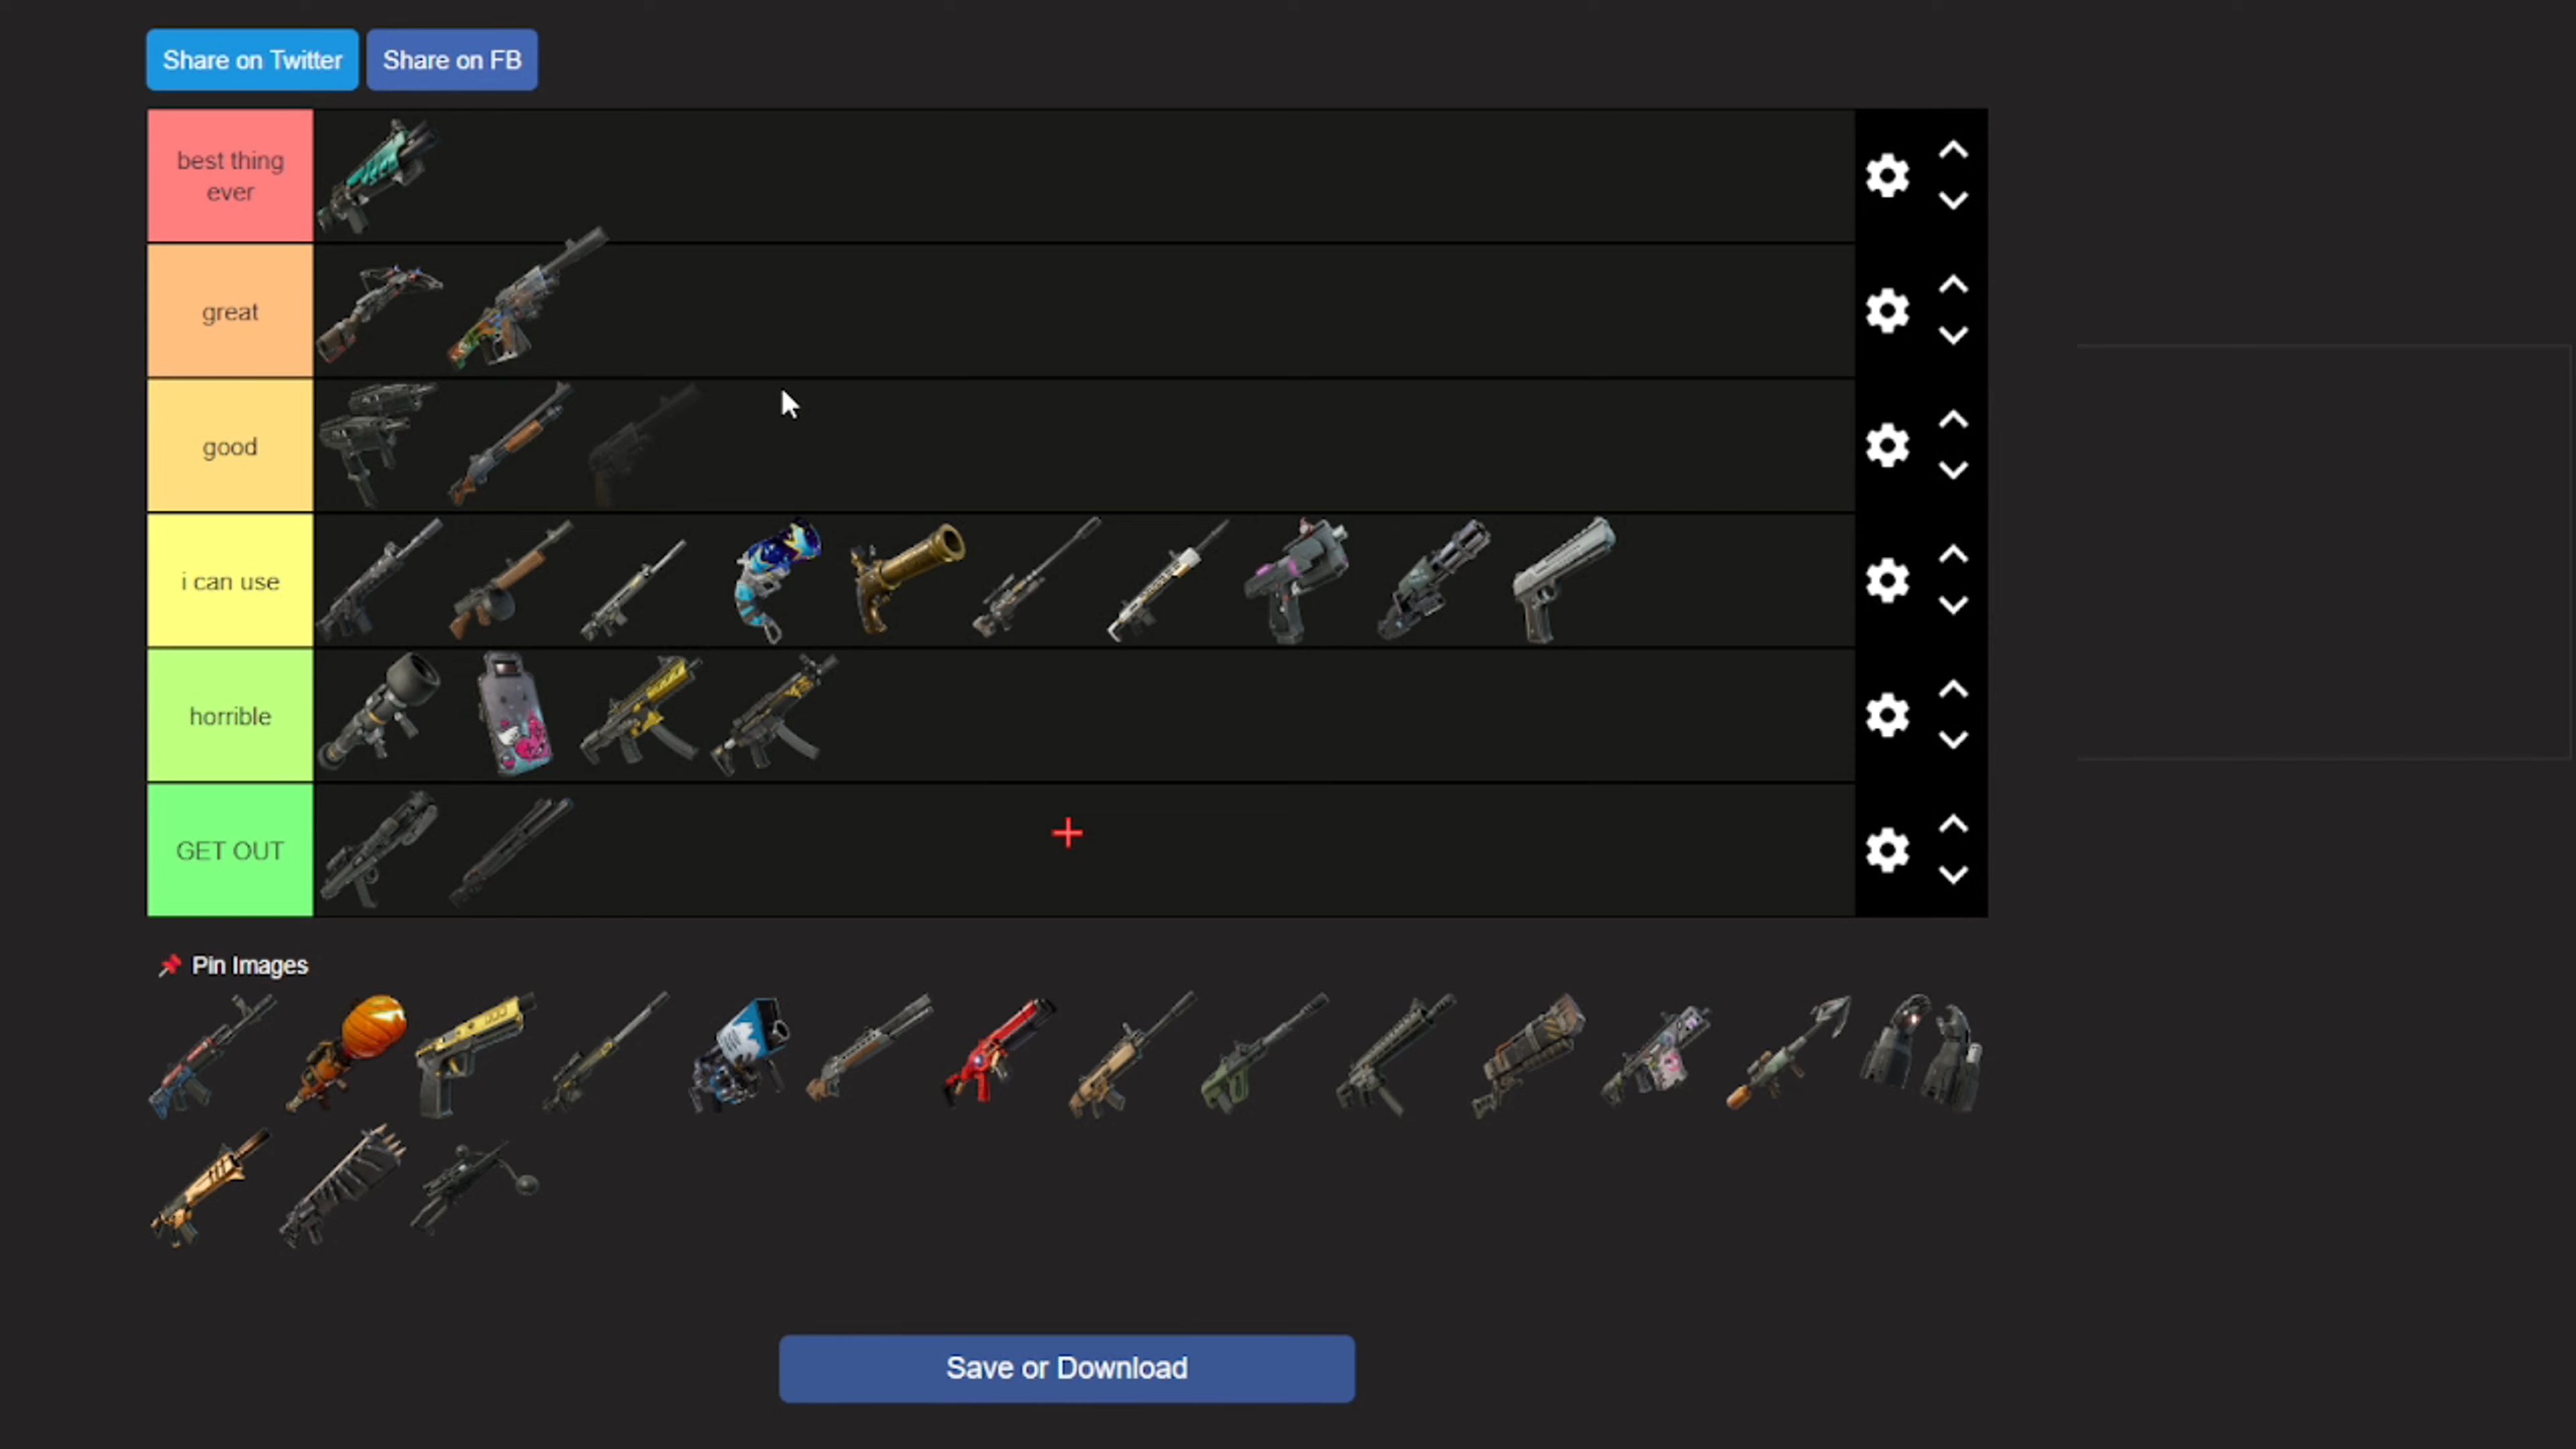 Share on Twitter
Share on FB
best thing
ever
great
good
i can use
horrible
GET OUT
Pin Images
Save or Download